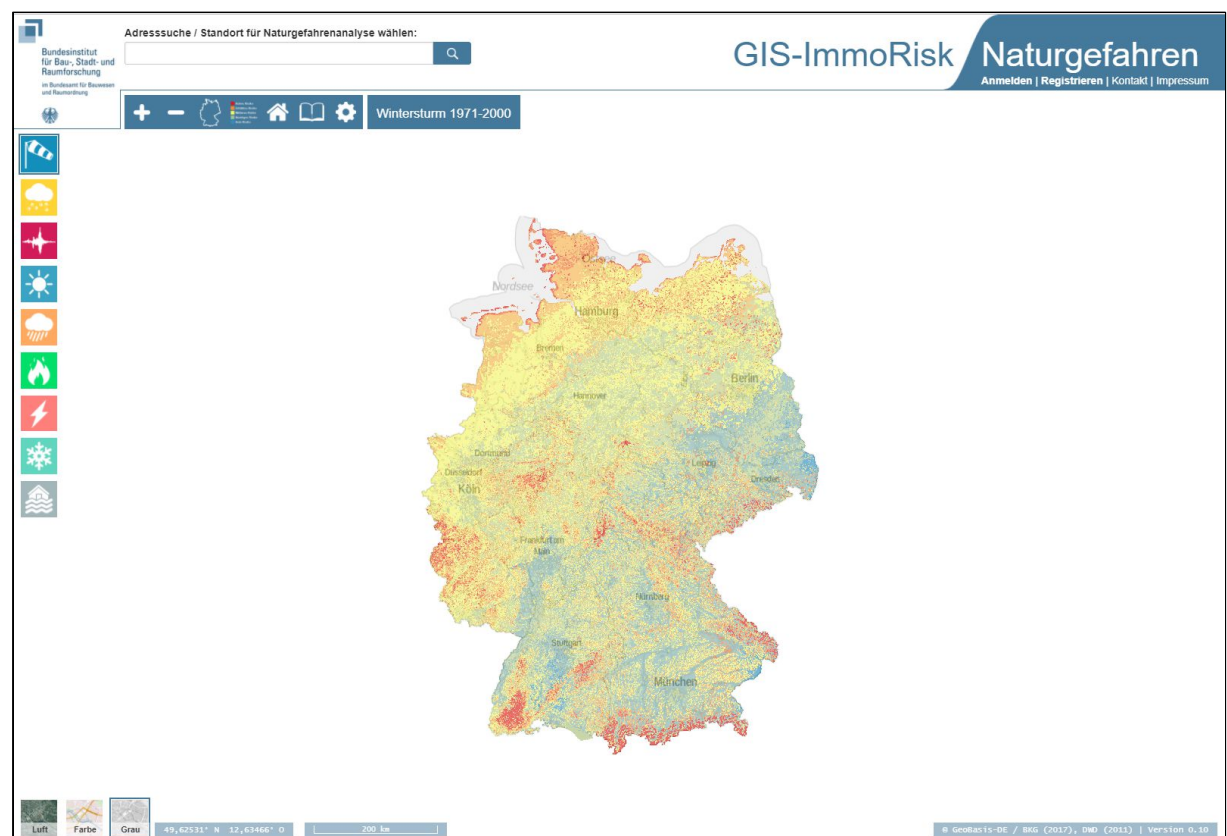 Adresssuche / Standort für Naturgefahrenanalyse wählen:
Bundesinstitut
für Bau-, Stadt- und
Raumforschung
im Bundesamt für Bauwesen
und Raumordnung
GIS-ImmoRisk
Naturgefahren
Anmelden | Registrieren | Kontakt | Impressum
Wintersturm 1971-2000
Ostsee
Nordsee
Hamburg
Bremen
Berlin
Hannover
Dortmund
Leipzig
Düsseldorf
Dresden
Köln
Frankfurt am
Main
Nürnberg
Stuttgart
München
Luft
Farbe
Grau
49,62531° N 12,63466° O
200 km
© GeoBasis-DE / BKG (2017), DWD (2011) | Version 0.10